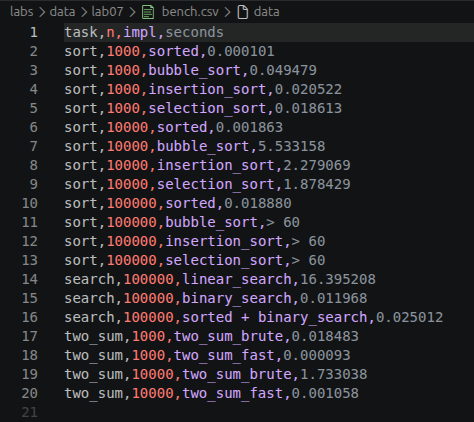 labs > data > lab07 > bench.csv > data
1 task,n,impl,seconds
2 sort,1000,sorted,0.000101
3 sort,1000,bubble_sort,0.049479
4 sort,1000,insertion_sort,0.020522
5 sort,1000,selection_sort,0.018613
6 sort,10000,sorted,0.001863
7 sort,10000,bubble_sort,5.533158
8 sort,10000,insertion_sort,2.279069
9 sort,10000,selection_sort,1.878429
10 sort,100000,sorted,0.018880
11 sort,100000,bubble_sort,> 60
12 sort,100000,insertion_sort,> 60
13 sort,100000,selection_sort,> 60
14 search,100000,linear_search,16.395208
15 search,100000,binary_search,0.011968
16 search,100000,sorted + binary_search,0.025012
17 two_sum,1000,two_sum_brute,0.018483
18 two_sum,1000,two_sum_fast,0.000093
19 two_sum,10000,two_sum_brute,1.733038
20 two_sum,10000,two_sum_fast,0.001058
21